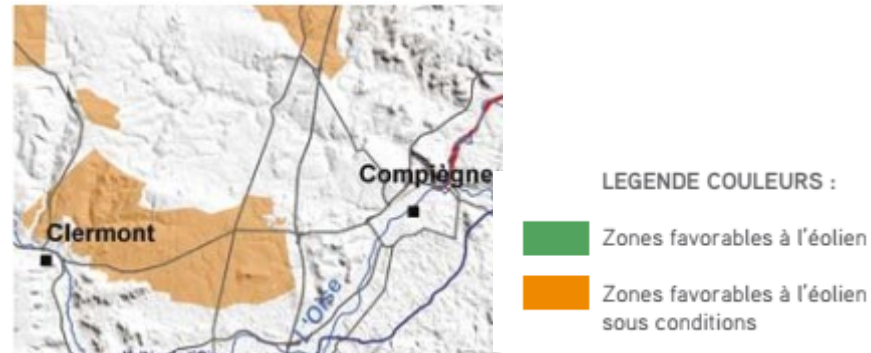 Compiègne
Clermont
l'Oise
LEGENDE COULEURS :
Zones favorables à l'éolien
Zones favorables à l'éolien
sous conditions